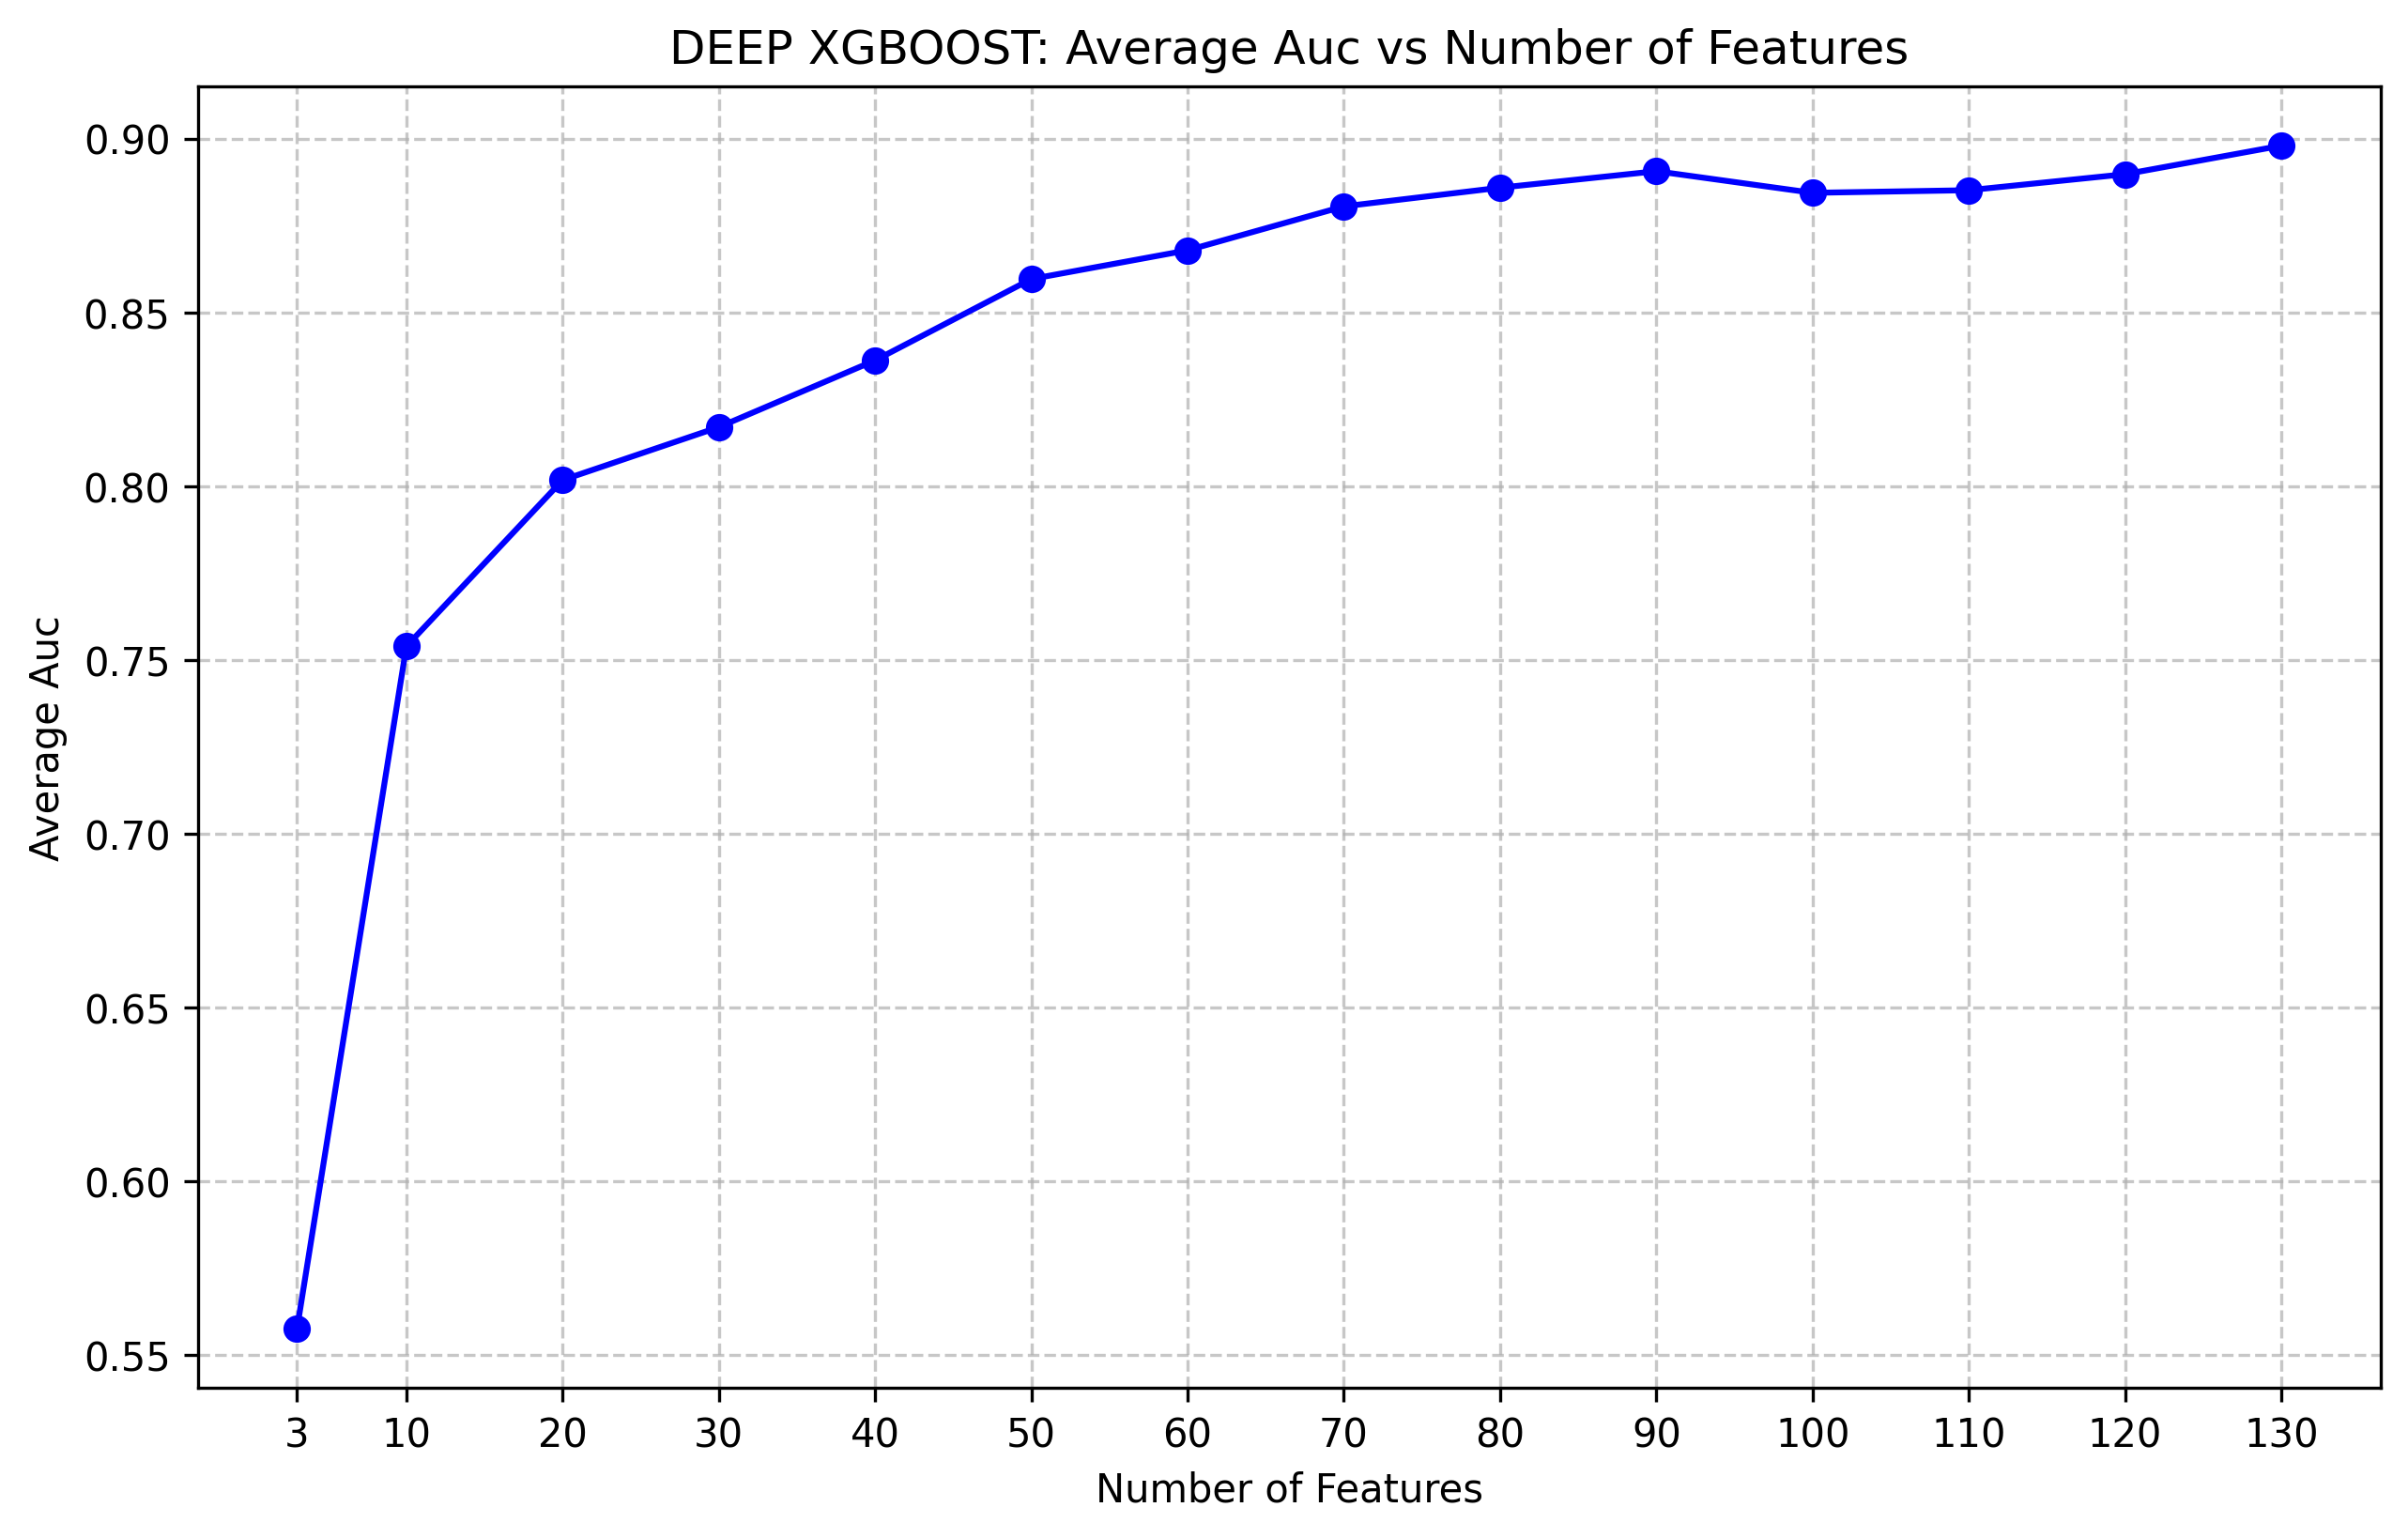 DEEP XGBOOST: Average Auc vs Number of Features
Average Auc
0.90
0.85
0.80
0.75
0.70
0.65
0.60
0.55
3 10 20 30 40 50 60 70 80 90 100 110 120 130
Number of Features